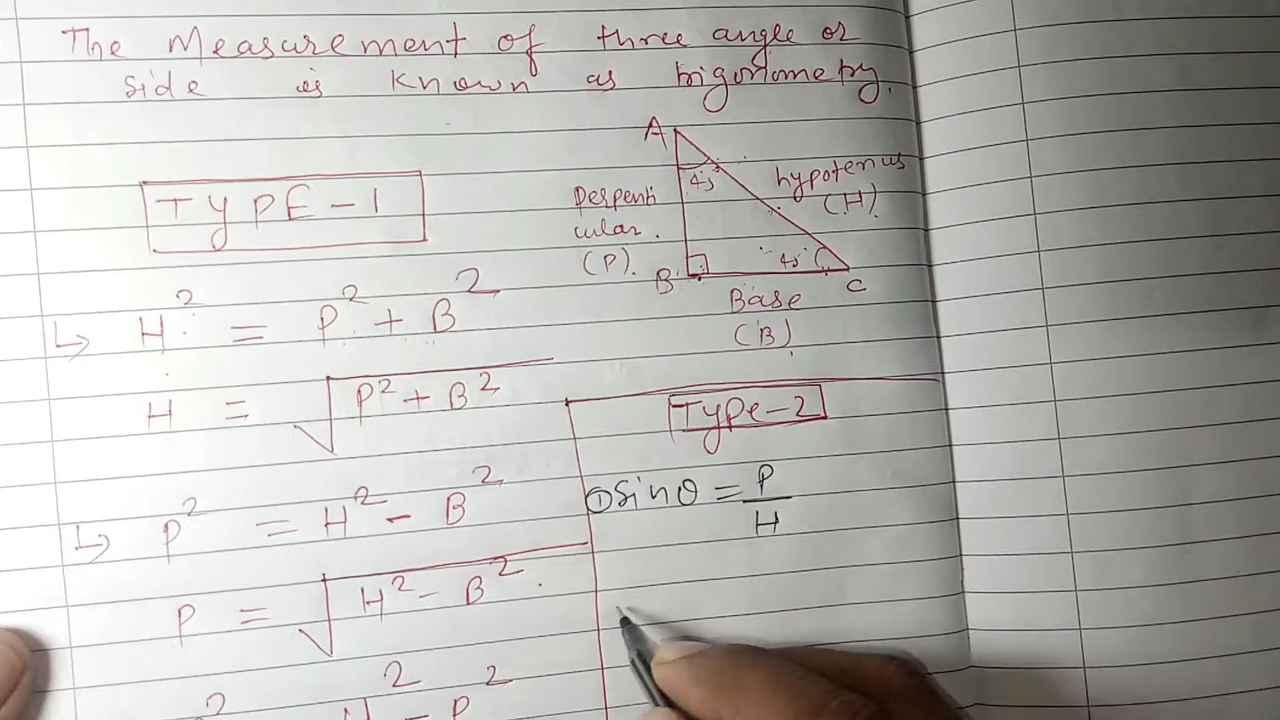 The Measurement of three angle or
side is known as trigonometry.
TYPE-1
A
45°
hypotenus
(H)
Perpenti
cular.
(P).
B
45°
C
Base
(B)
↳ H² = P² + B²
H = √P² + B²
↳ P² = H² - B²
P = √H² - B².
Type-2
① sinθ = P/H